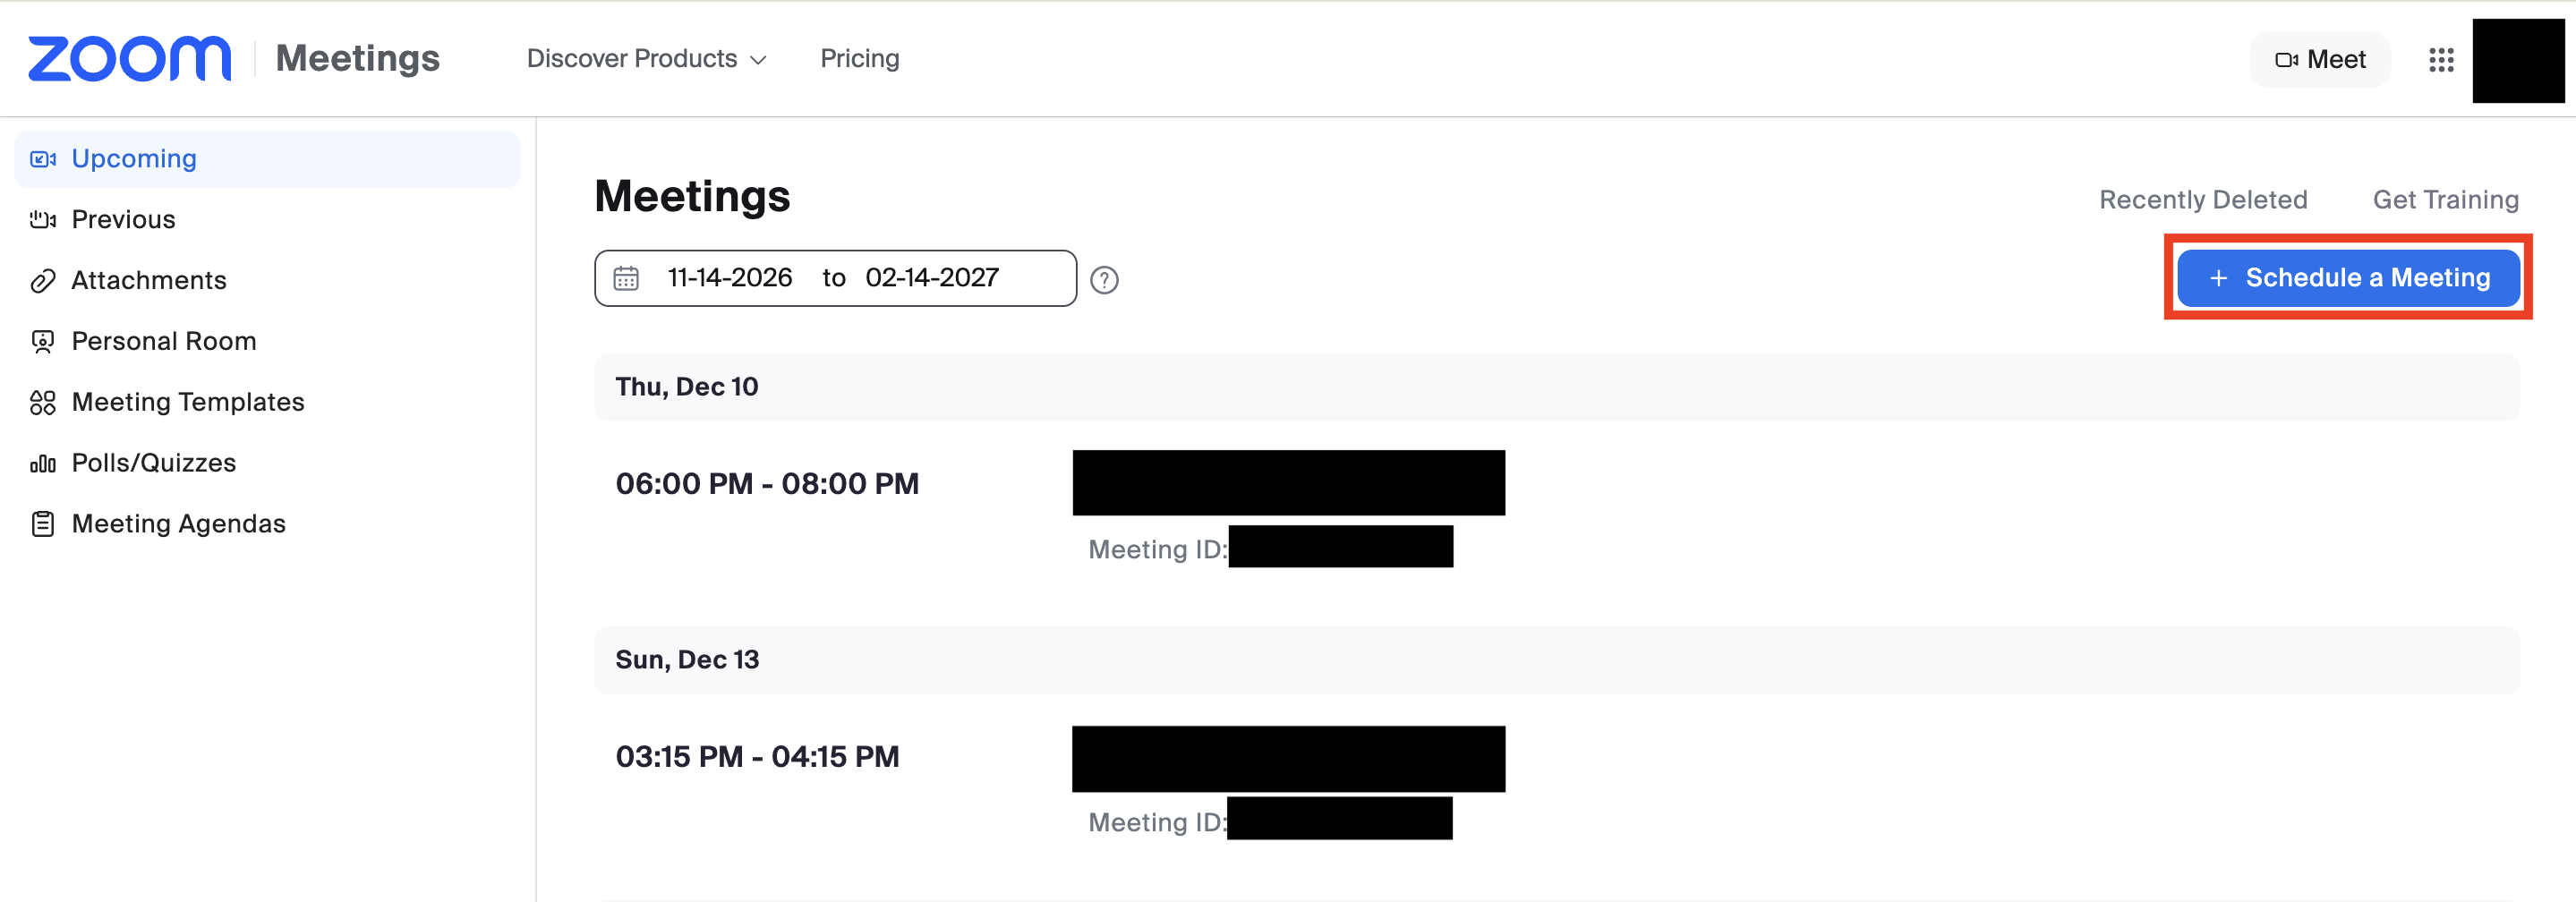 zoom Meetings Discover Products Pricing Meet
Upcoming
Previous
Attachments
Personal Room
Meeting Templates
Polls/Quizzes
Meeting Agendas
Meetings
Recently Deleted Get Training
11-14-2026 to 02-14-2027 ?
+ Schedule a Meeting
Thu, Dec 10
06:00 PM - 08:00 PM
Meeting ID:
Sun, Dec 13
03:15 PM - 04:15 PM
Meeting ID: